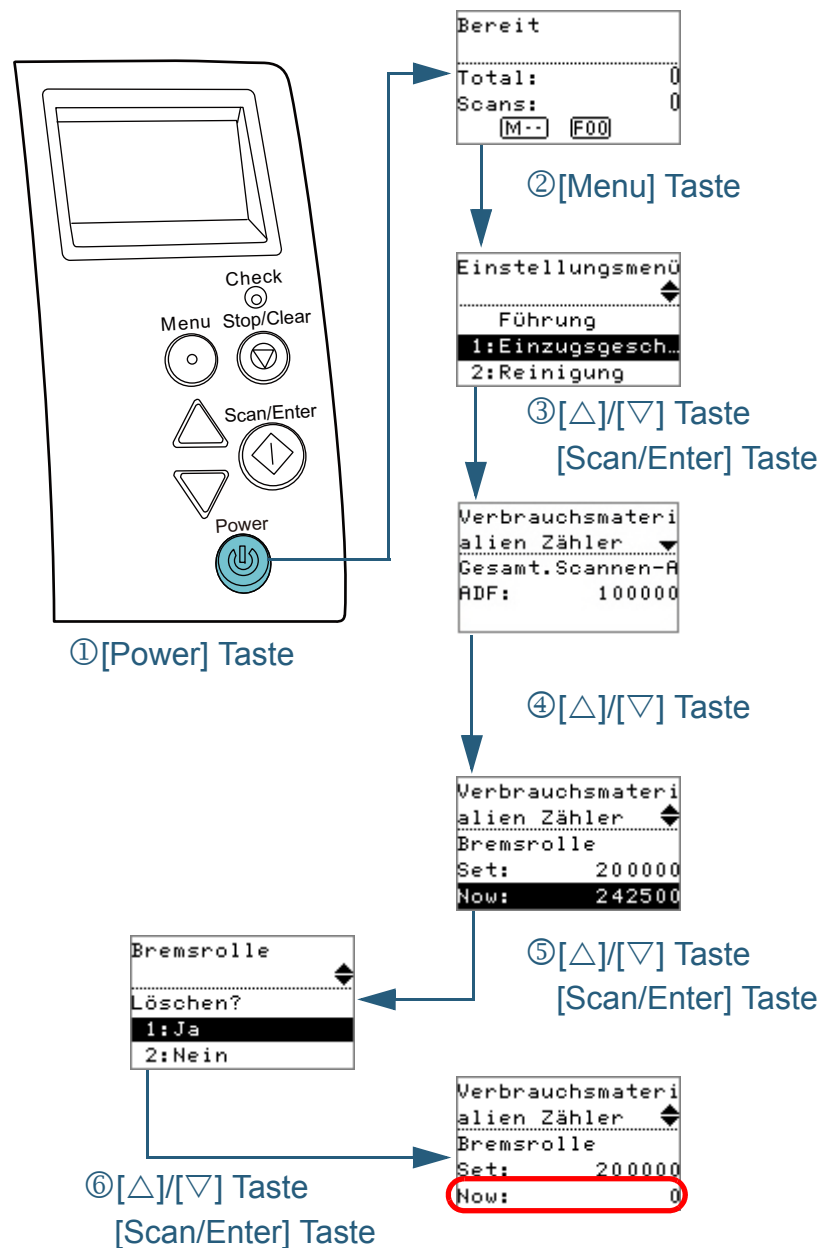 Check
Menu Stop/Clear
Scan/Enter
Power
①[Power] Taste
Bereit
Total: 0
Scans: 0
[M--] [F00]
②[Menu] Taste
Einstellungsmenü
Führung
1:Einzugsgesch…
2:Reinigung
③[△]/[▽] Taste
[Scan/Enter] Taste
Verbrauchsmateri
alien Zähler
Gesamt.Scannen-A
ADF: 100000
④[△]/[▽] Taste
Verbrauchsmateri
alien Zähler
Bremsrolle
Set: 200000
Now: 242500
⑤[△]/[▽] Taste
[Scan/Enter] Taste
Bremsrolle
Löschen?
1:Ja
2:Nein
⑥[△]/[▽] Taste
[Scan/Enter] Taste
Verbrauchsmateri
alien Zähler
Bremsrolle
Set: 200000
Now: 0